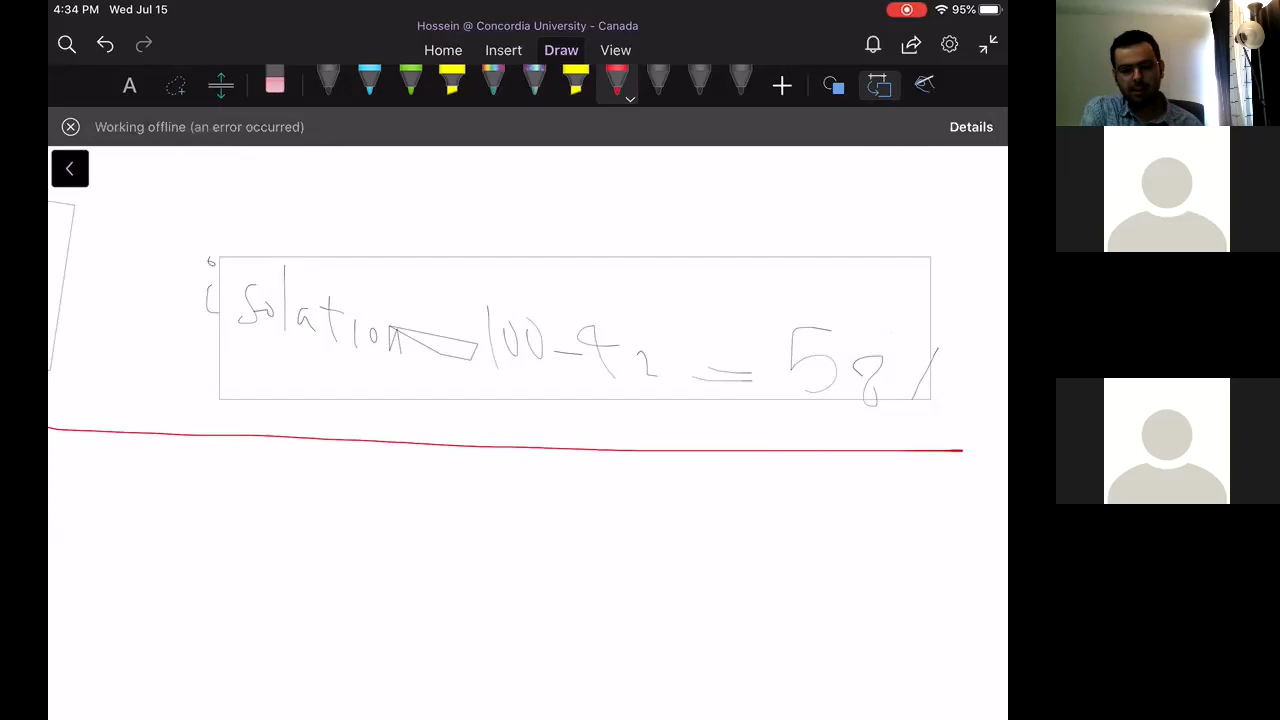 4:34 PM Wed Jul 15
95%
Hossein @ Concordia University - Canada
Home Insert Draw View
A
Working offline (an error occurred)
Details
Solation 100-42 = 58/